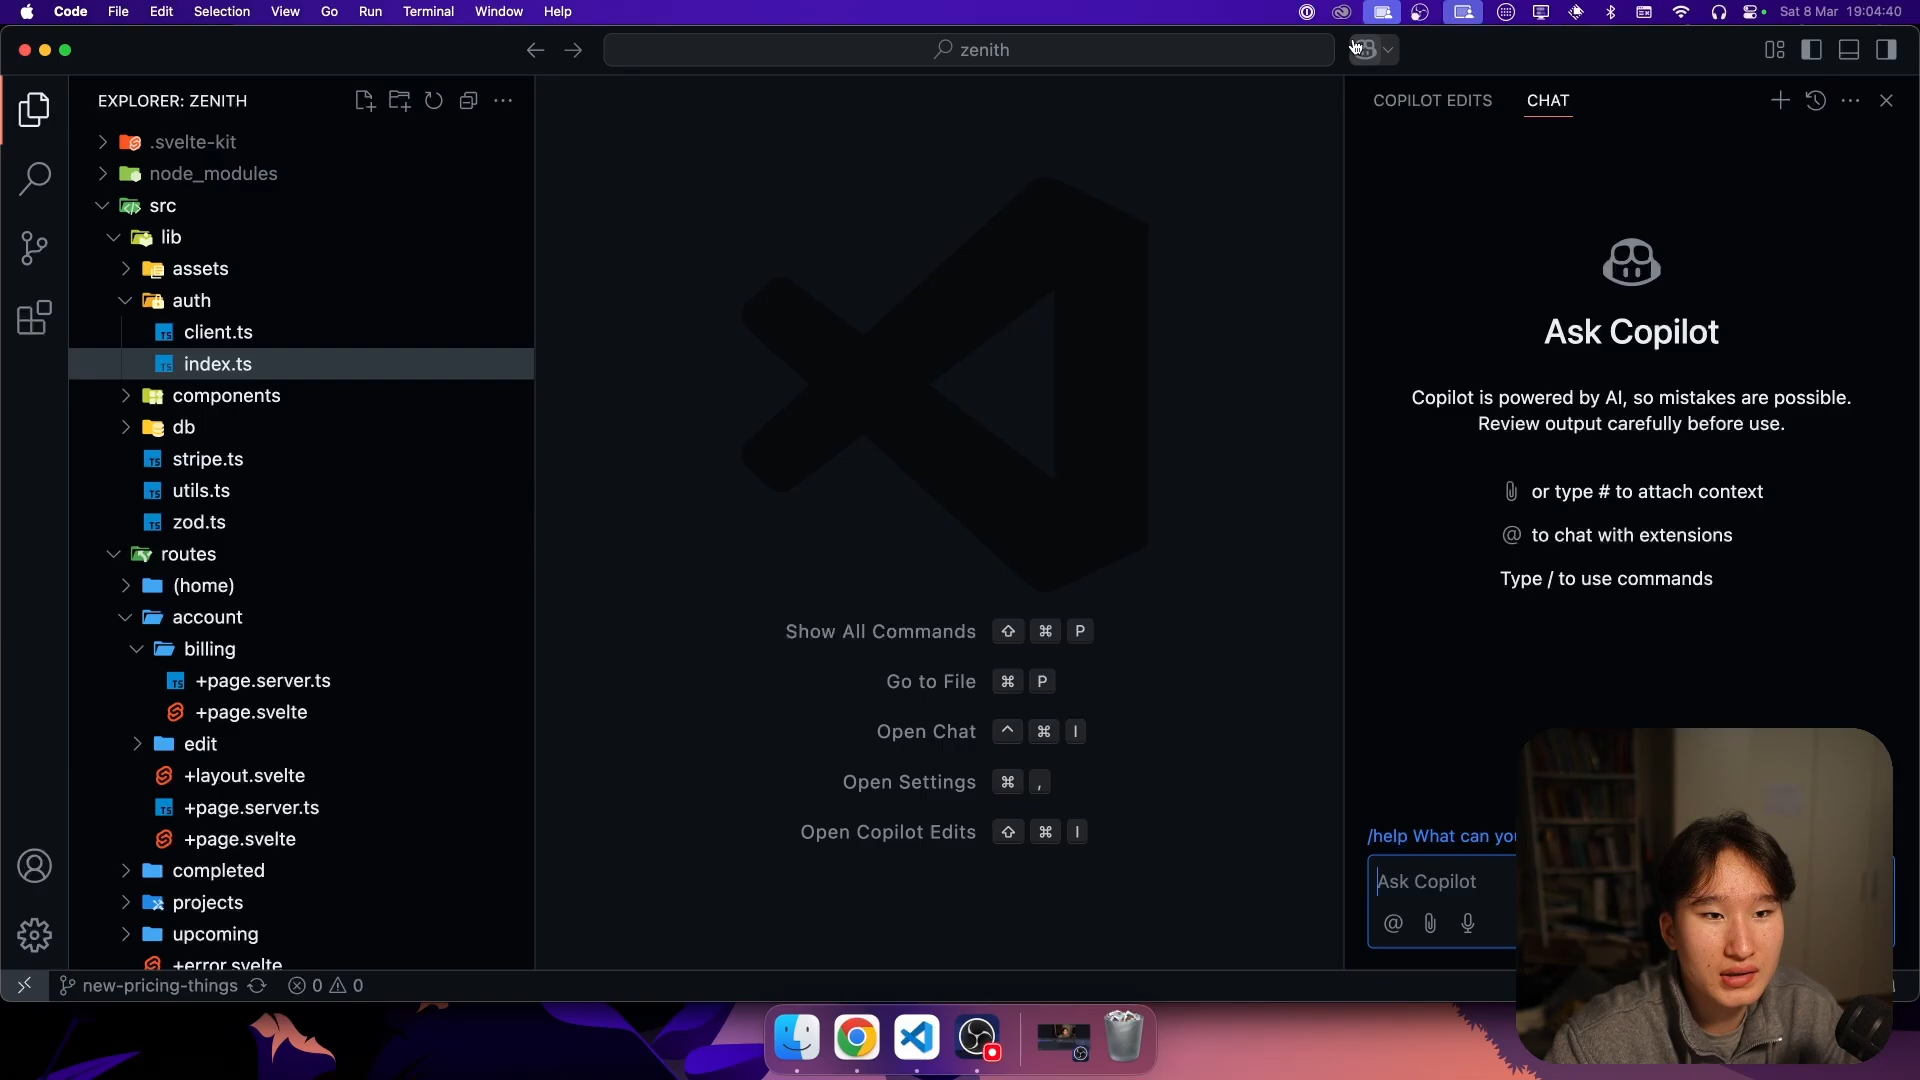 Code File Edit Selection View Go Run Terminal Window Help
Sat 8 Mar 19:04:40
zenith
EXPLORER: ZENITH
.svelte-kit
node_modules
src
lib
assets
auth
client.ts
index.ts
components
db
stripe.ts
utils.ts
zod.ts
routes
(home)
account
billing
+page.server.ts
+page.svelte
edit
+layout.svelte
+page.server.ts
+page.svelte
completed
projects
upcoming
+error.svelte
new-pricing-things 0 0
Show All Commands ⇧ ⌘ P
Go to File ⌘ P
Open Chat ^ ⌘ I
Open Settings ⌘ ,
Open Copilot Edits ⇧ ⌘ I
COPILOT EDITS CHAT
Ask Copilot
Copilot is powered by AI, so mistakes are possible.
Review output carefully before use.
or type # to attach context
@ to chat with extensions
Type / to use commands
/help What can you
Ask Copilot
@